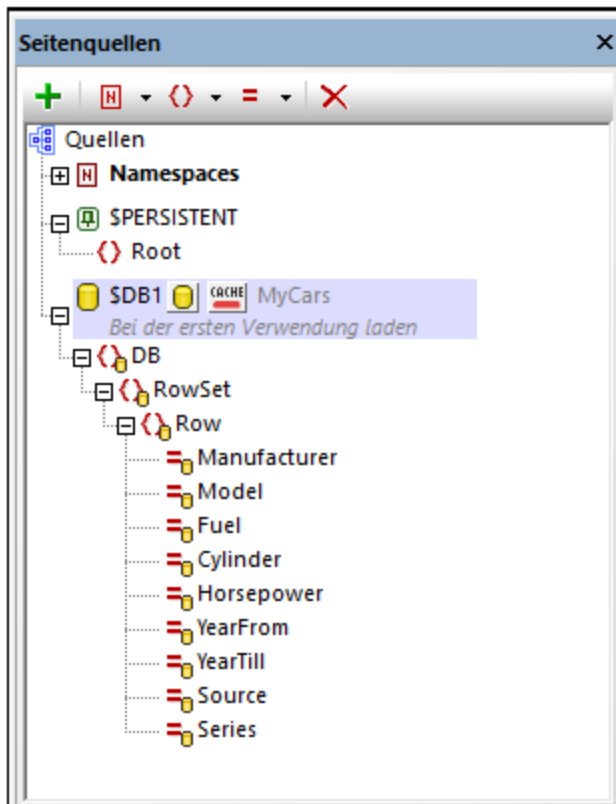 Seitenquellen
Quellen
Namespaces
$PERSISTENT
Root
$DB1 CACHE MyCars
Bei der ersten Verwendung laden
DB
RowSet
Row
Manufacturer
Model
Fuel
Cylinder
Horsepower
YearFrom
YearTill
Source
Series